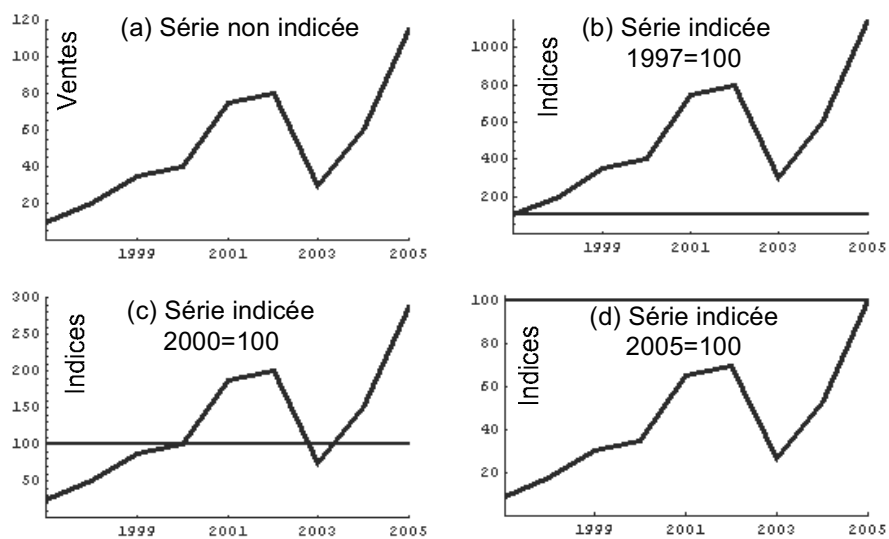 (a) Série non indicée
Ventes
120
100
80
60
40
20
1999 2001 2003 2005
(b) Série indicée
1997=100
Indices
1000
800
600
400
200
1999 2001 2003 2005
(c) Série indicée
2000=100
Indices
300
250
200
150
100
50
1999 2001 2003 2005
(d) Série indicée
2005=100
Indices
100
80
60
40
20
1999 2001 2003 2005